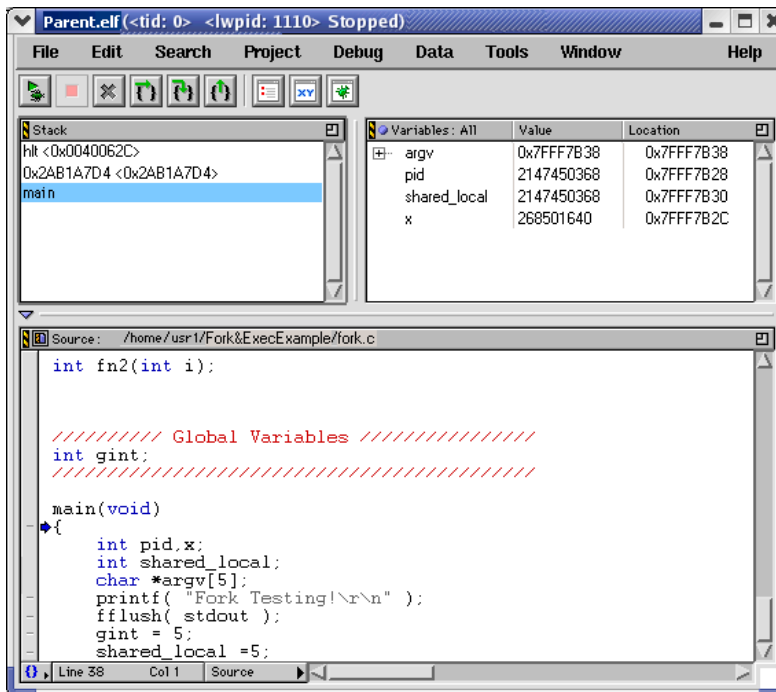 Parent.elf (<tid: 0> <lwpid: 1110> Stopped)
File Edit Search Project Debug Data Tools Window Help
Stack
hlt <0x0040062C>
0x2AB1A7D4 <0x2AB1A7D4>
main
Variables: All Value Location
argv 0x7FFF7B38 0x7FFF7B38
pid 2147450368 0x7FFF7B28
shared_local 2147450368 0x7FFF7B30
x 268501640 0x7FFF7B2C
Source: /home/usr1/Fork&ExecExample/fork.c
int fn2(int i);
////////// Global Variables ////////////////
int gint;
////////////////////////////////////////////
main(void)
{
int pid,x;
int shared_local;
char *argv[5];
printf( "Fork Testing!\r\n" );
fflush( stdout );
gint = 5;
shared_local =5;
{} Line 38 Col 1 Source